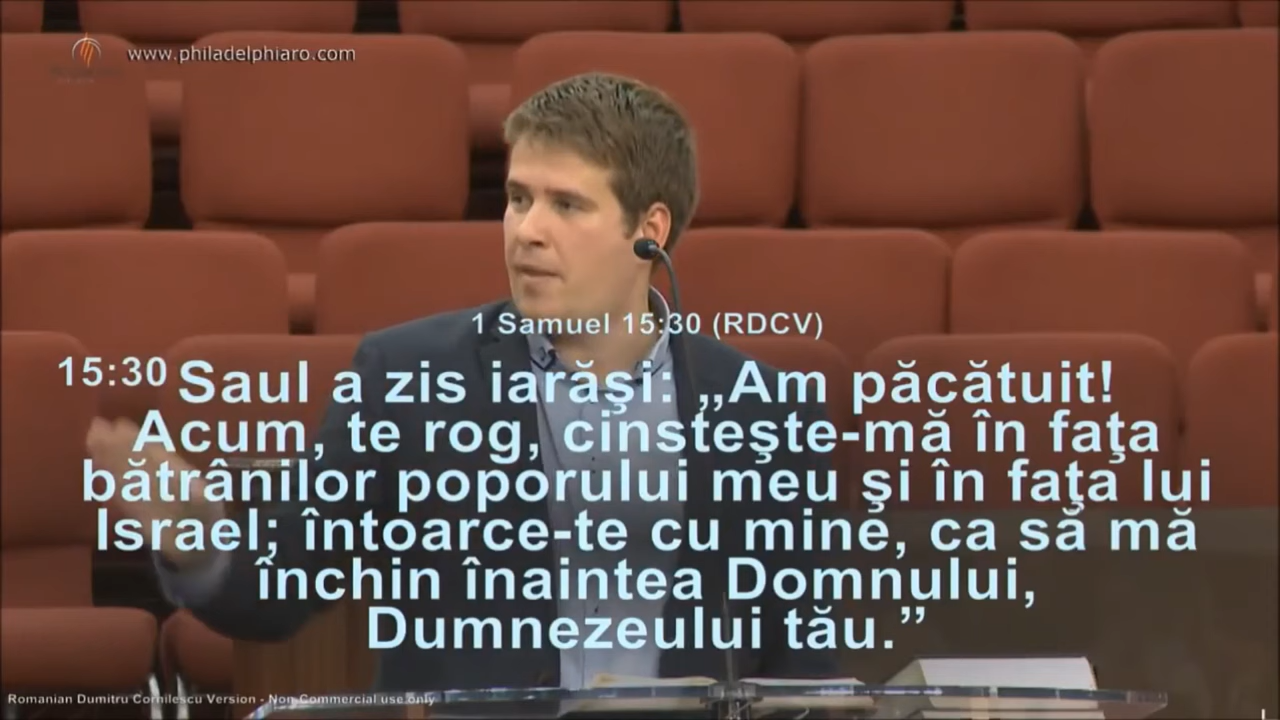 www.philadelphiaro.com
1 Samuel 15:30 (RDCV)
15:30 Saul a zis iarăşi: „Am păcătuit!
Acum, te rog, cinsteşte-mă în faţa
bătrânilor poporului meu şi în faţa lui
Israel; întoarce-te cu mine, ca să mă
închin înaintea Domnului,
Dumnezeului tău.”
Romanian Dumitru Cornilescu Version - Non Commercial use only